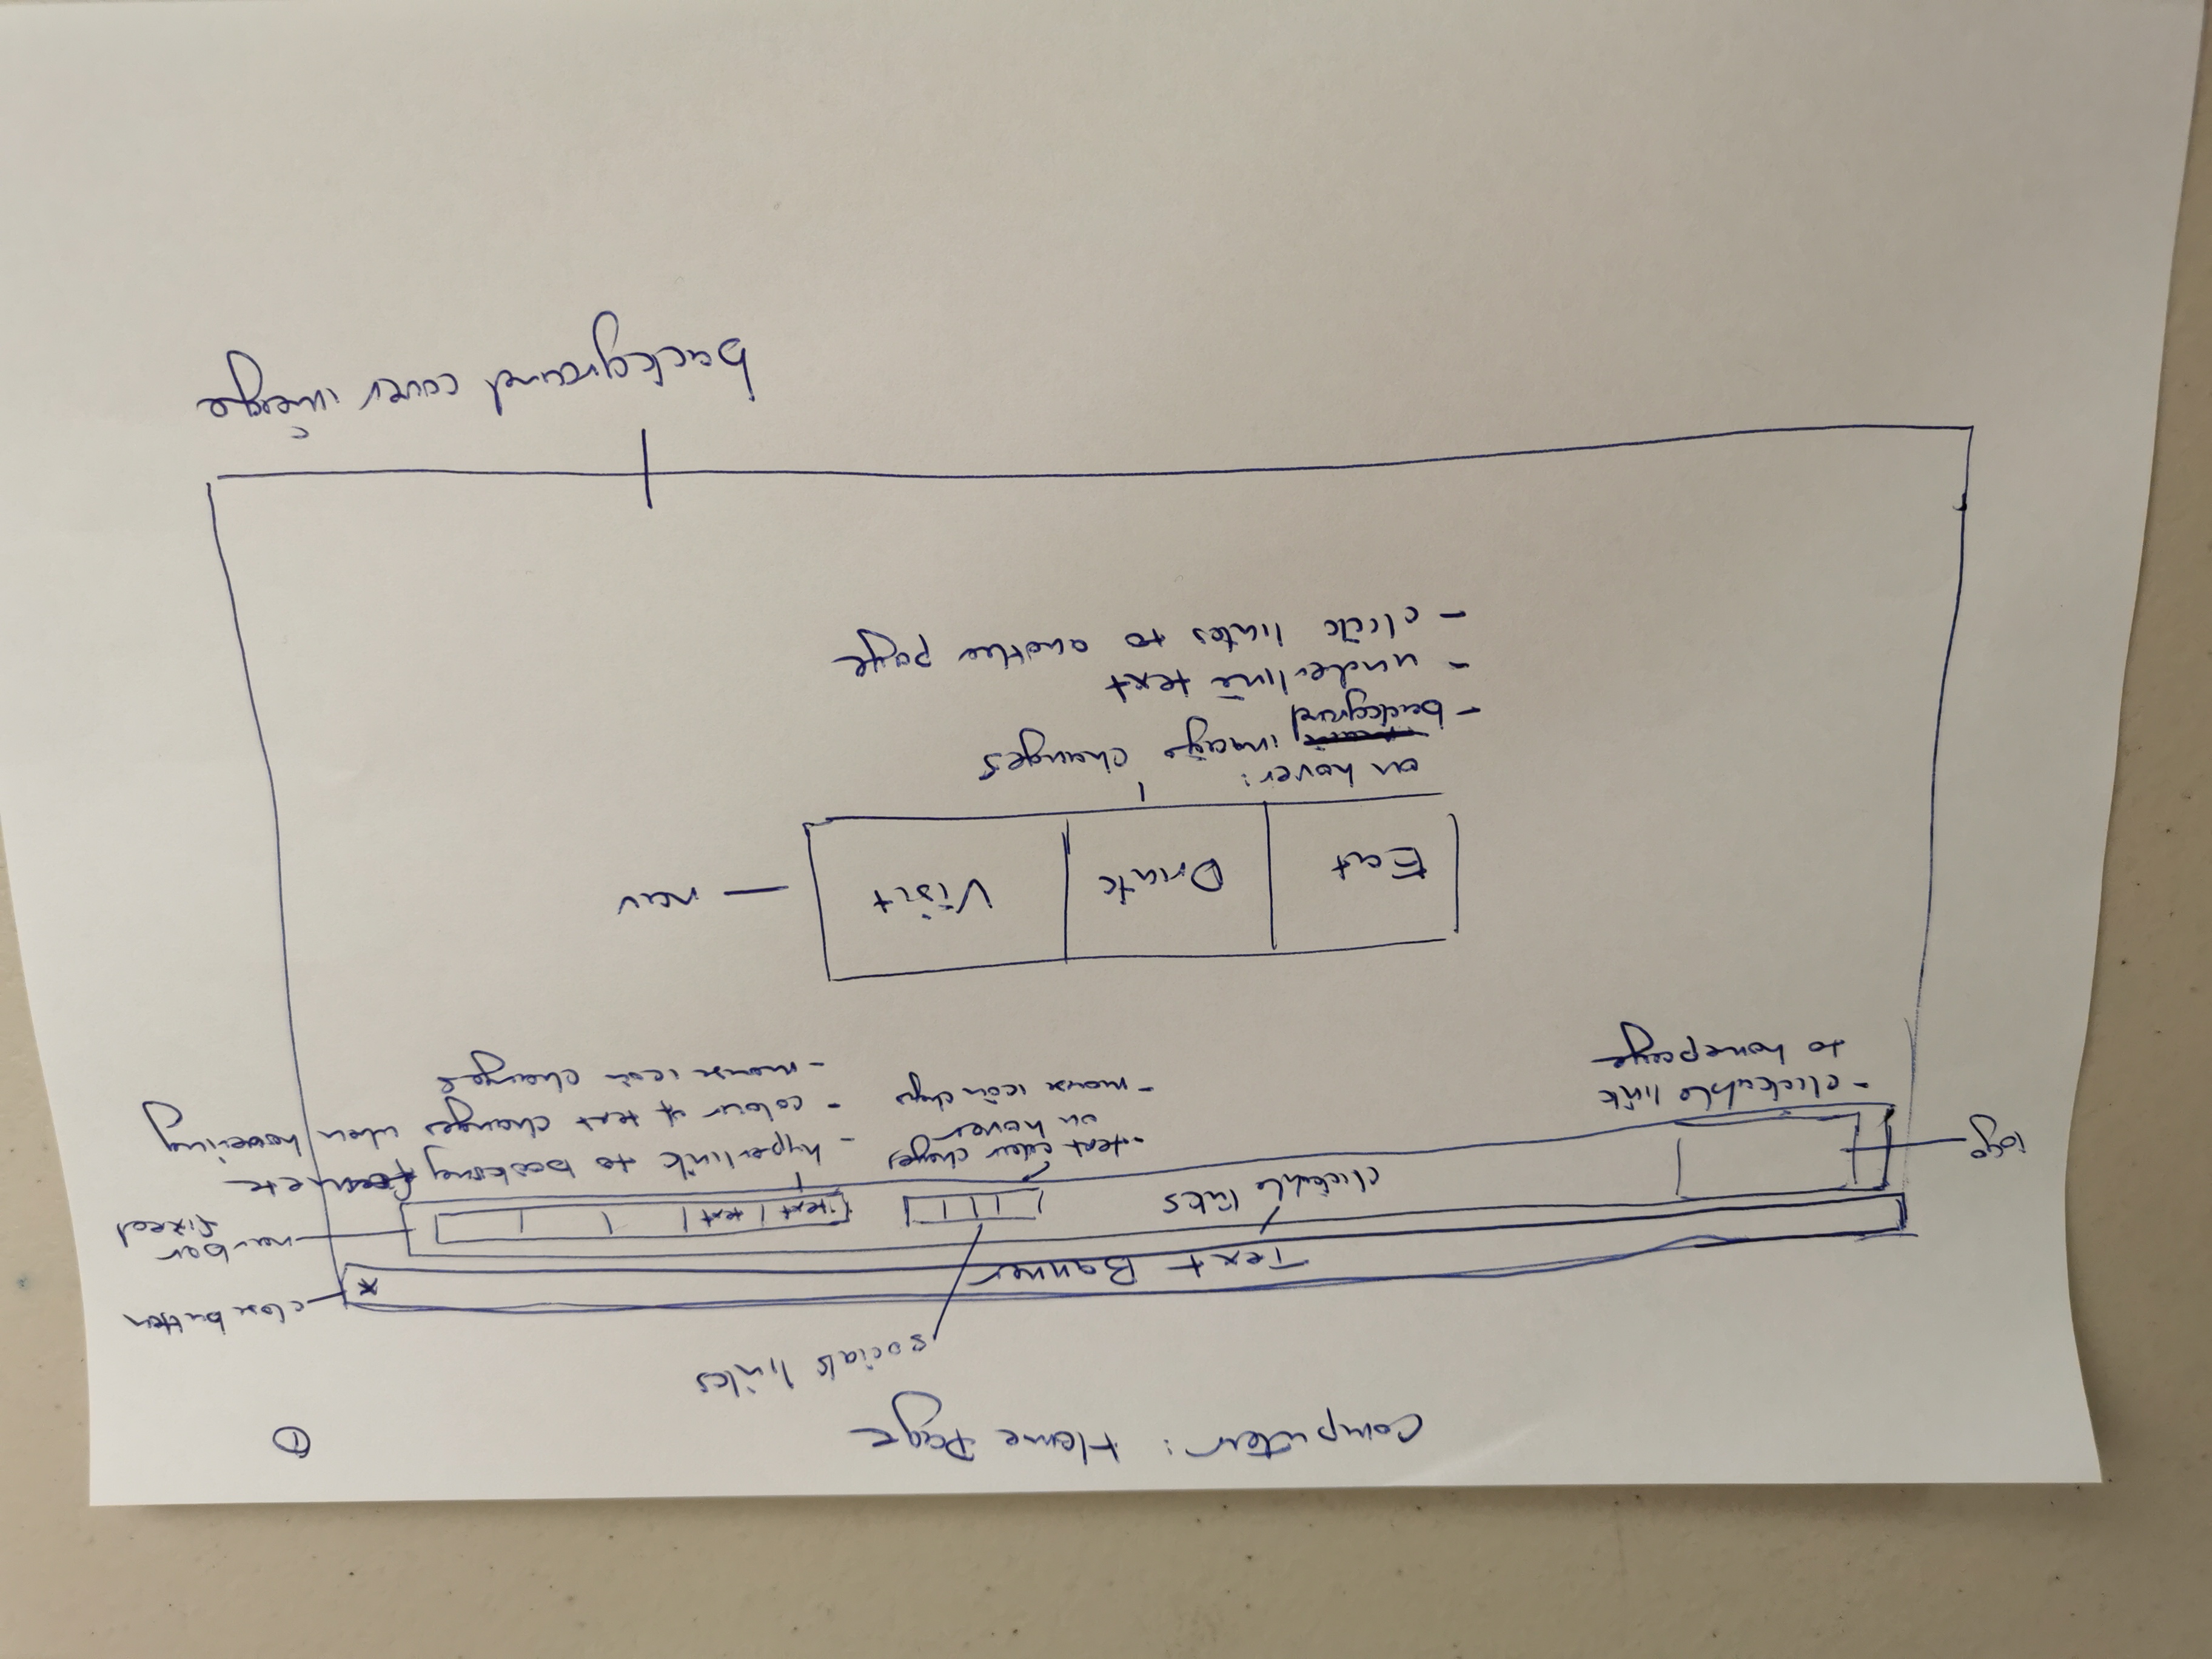 Computer: Home Page
①
socials links
close button
Text Banner
x
navbar
fixed
clickable links
text
text
logo
- clickable link
to homepage
- text colour changes
on hover
- mouse icon chgs
- hyperlink to booking etc
- colour of text changes when hovering
- mouse icon changes
Eat
Drink
Visit
nav
on hover:
image changes
- background
- underline text
- click links to another page
background cover image